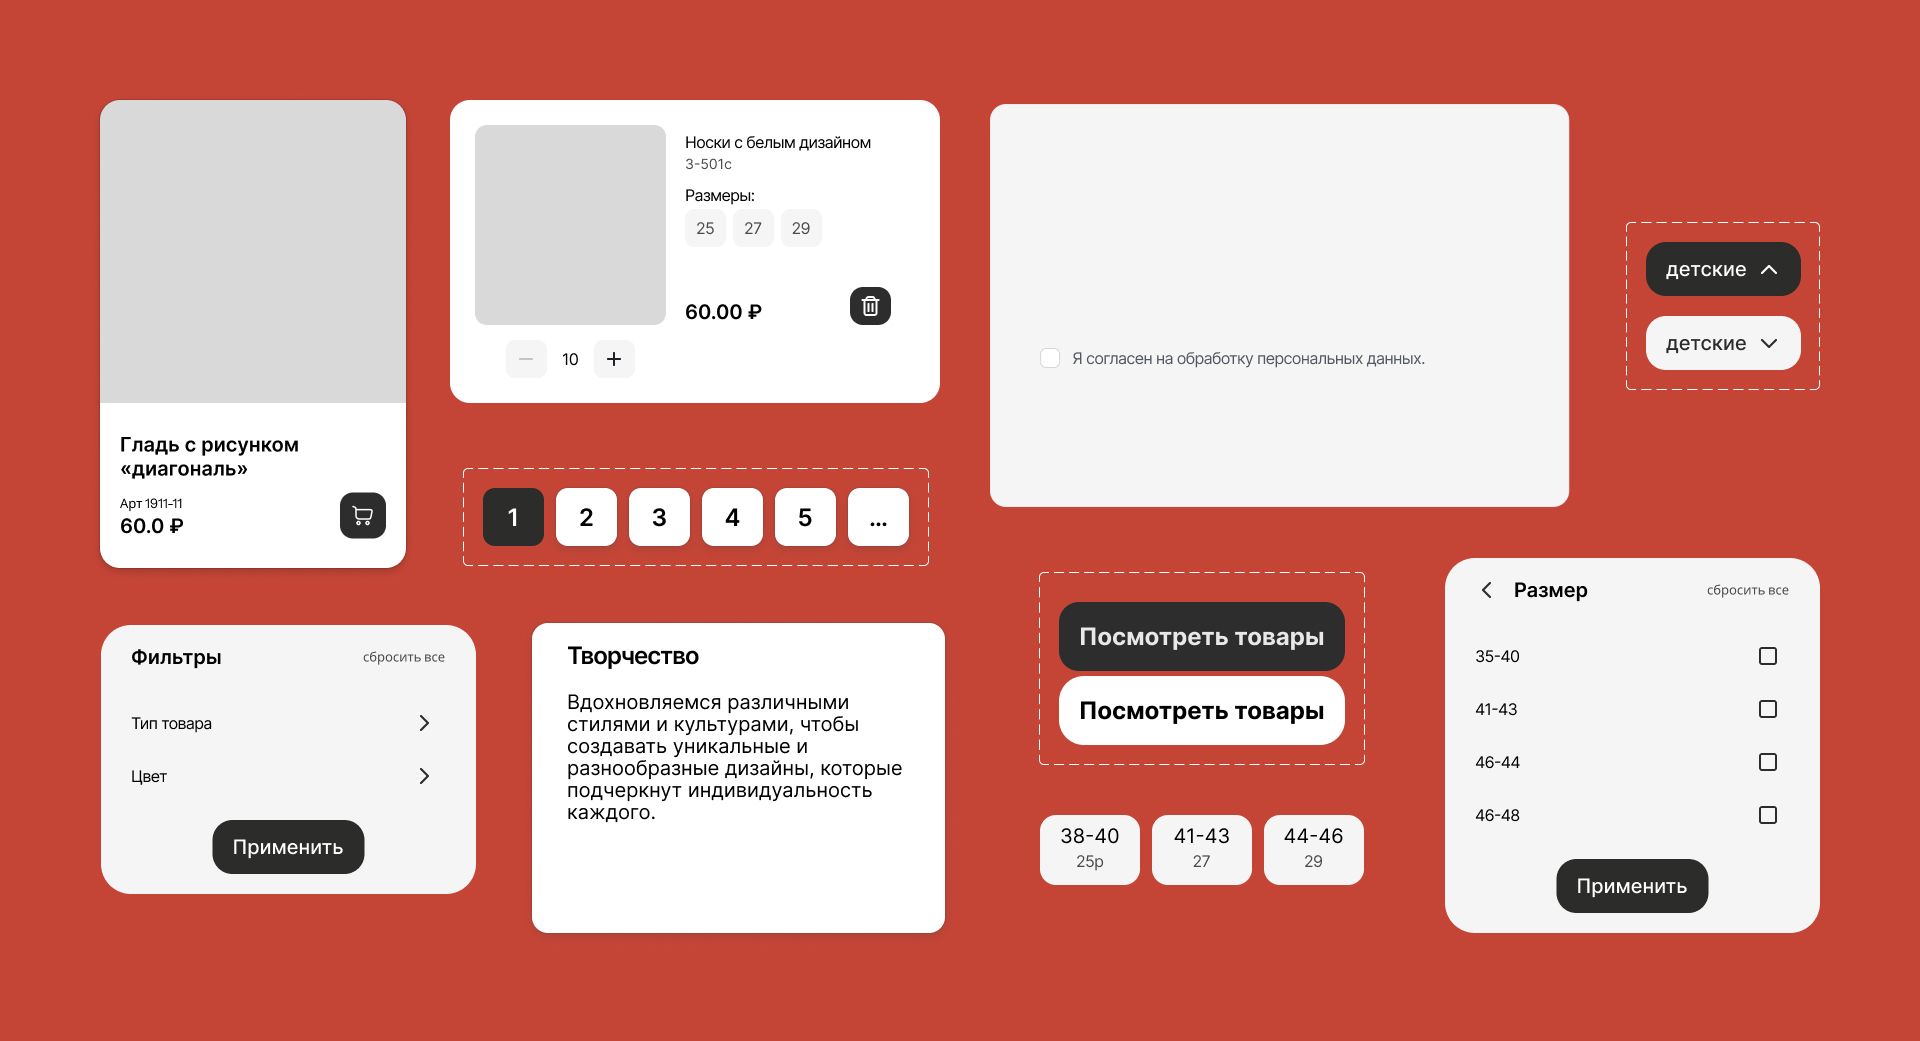 Гладь с рисунком
«диагональ»
Арт 1911-11
60.0 ₽
Носки с белым дизайном
3-501с
Размеры:
25 27 29
60.00 ₽
10
Я согласен на обработку персональных данных.
детские
детские
1 2 3 4 5 ...
Фильтры сбросить все
Тип товара
Цвет
Применить
Творчество
Вдохновляемся различными
стилями и культурами, чтобы
создавать уникальные и
разнообразные дизайны, которые
подчеркнут индивидуальность
каждого.
Посмотреть товары
Посмотреть товары
38-40 41-43 44-46
25р 27 29
Размер сбросить все
35-40
41-43
46-44
46-48
Применить